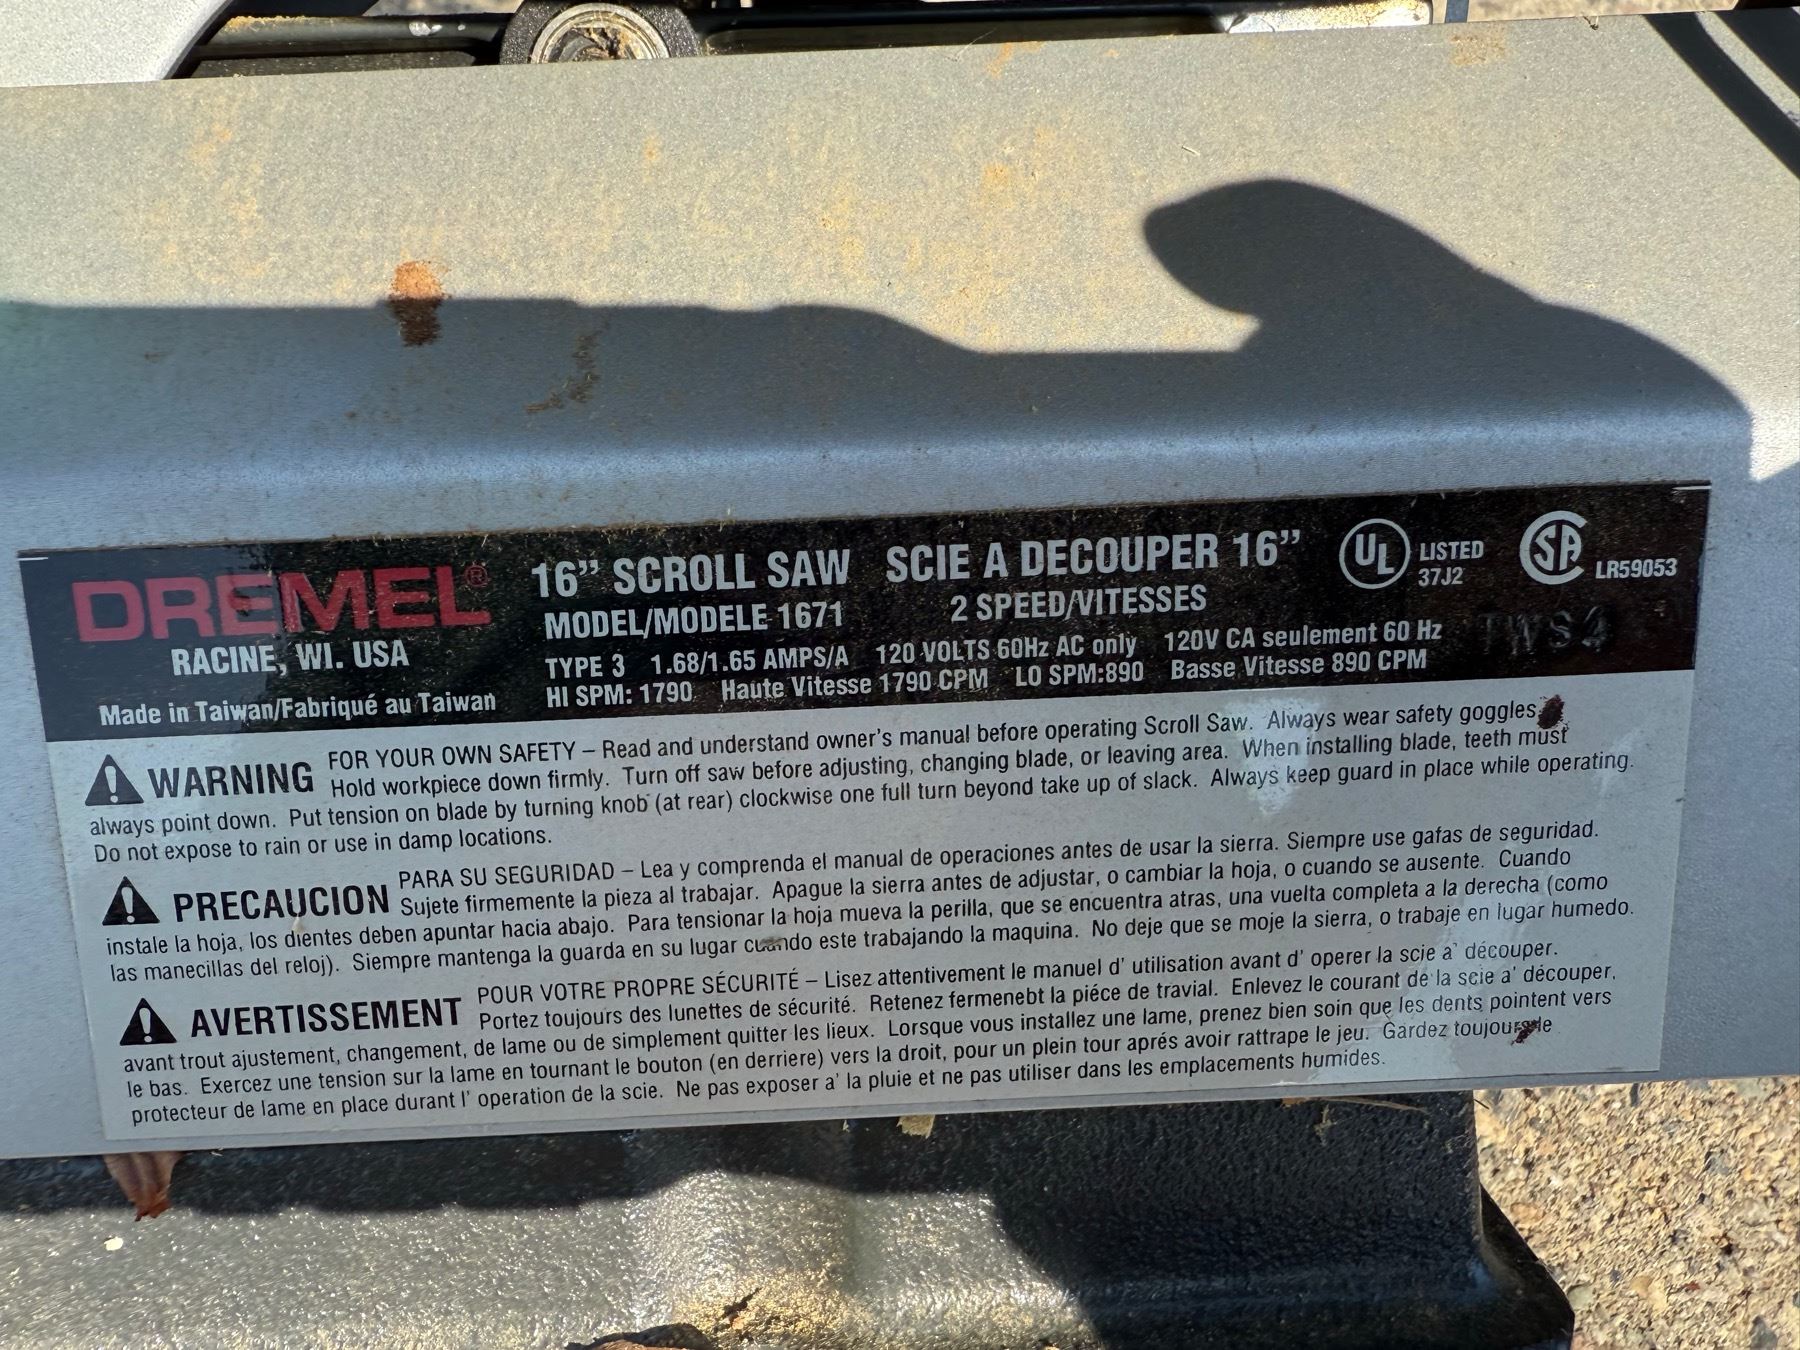 DREMEL®
RACINE, WI. USA
Made in Taiwan/Fabriqué au Taiwan
16” SCROLL SAW SCIE A DECOUPER 16”
MODEL/MODELE 1671 2 SPEED/VITESSES
TYPE 3 1.68/1.65 AMPS/A 120 VOLTS 60Hz AC only 120V CA seulement 60 Hz
HI SPM: 1790 Haute Vitesse 1790 CPM LO SPM:890 Basse Vitesse 890 CPM
UL LISTED
37J2
SA LR59053
TWS4
WARNING FOR YOUR OWN SAFETY – Read and understand owner's manual before operating Scroll Saw. Always wear safety goggles.
Hold workpiece down firmly. Turn off saw before adjusting, changing blade, or leaving area. When installing blade, teeth must
always point down. Put tension on blade by turning knob (at rear) clockwise one full turn beyond take up of slack. Always keep guard in place while operating.
Do not expose to rain or use in damp locations.
PRECAUCION PARA SU SEGURIDAD – Lea y comprenda el manual de operaciones antes de usar la sierra. Siempre use gafas de seguridad.
Sujete firmemente la pieza al trabajar. Apague la sierra antes de adjustar, o cambiar la hoja, o cuando se ausente. Cuando
instale la hoja, los dientes deben apuntar hacia abajo. Para tensionar la hoja mueva la perilla, que se encuentra atras, una vuelta completa a la derecha (como
las manecillas del reloj). Siempre mantenga la guarda en su lugar cuando este trabajando la maquina. No deje que se moje la sierra, o trabaje en lugar humedo.
AVERTISSEMENT POUR VOTRE PROPRE SÉCURITÉ – Lisez attentivement le manuel d' utilisation avant d' operer la scie a' découper.
Portez toujours des lunettes de sécurité. Retenez fermenebt la piéce de travial. Enlevez le courant de la scie a' découper,
avant trout ajustement, changement, de lame ou de simplement quitter les lieux. Lorsque vous installez une lame, prenez bien soin que les dents pointent vers
le bas. Exercez une tension sur la lame en tournant le bouton (en derriere) vers la droit, pour un plein tour aprés avoir rattrape le jeu. Gardez toujours le
protecteur de lame en place durant l' operation de la scie. Ne pas exposer a' la pluie et ne pas utiliser dans les emplacements humides.